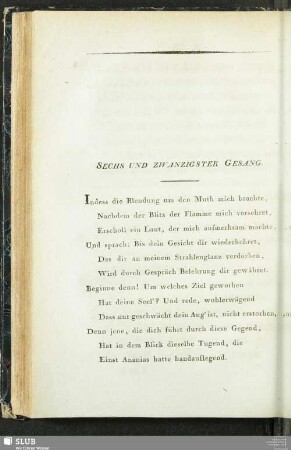 SECHS UND ZWANZIGSTER GESANG.
Indess die Blendung um den Muth mich brachte,
Nachdem der Blitz der Flamme mich versehret,
Erscholl ein Laut, der mich aufmerksam machte,
Und sprach: Bis dein Gesicht dir wiederkehret,
Das dir an meinem Strahlenglanz verdorben,
Wird durch Gespräch Belehrung dir gewähret.
Beginne denn! Um welches Ziel geworben
Hat deine Seel'? Und rede, wohlerwägend
Dass nur geschwächt dein Aug' ist, nicht erstorben,
Denn jene, die dich führt durch diese Gegend,
Hat in dem Blick dieselbe Tugend, die
Einst Ananias hatte handauflegend.
SLUB
Wir führen Wissen.